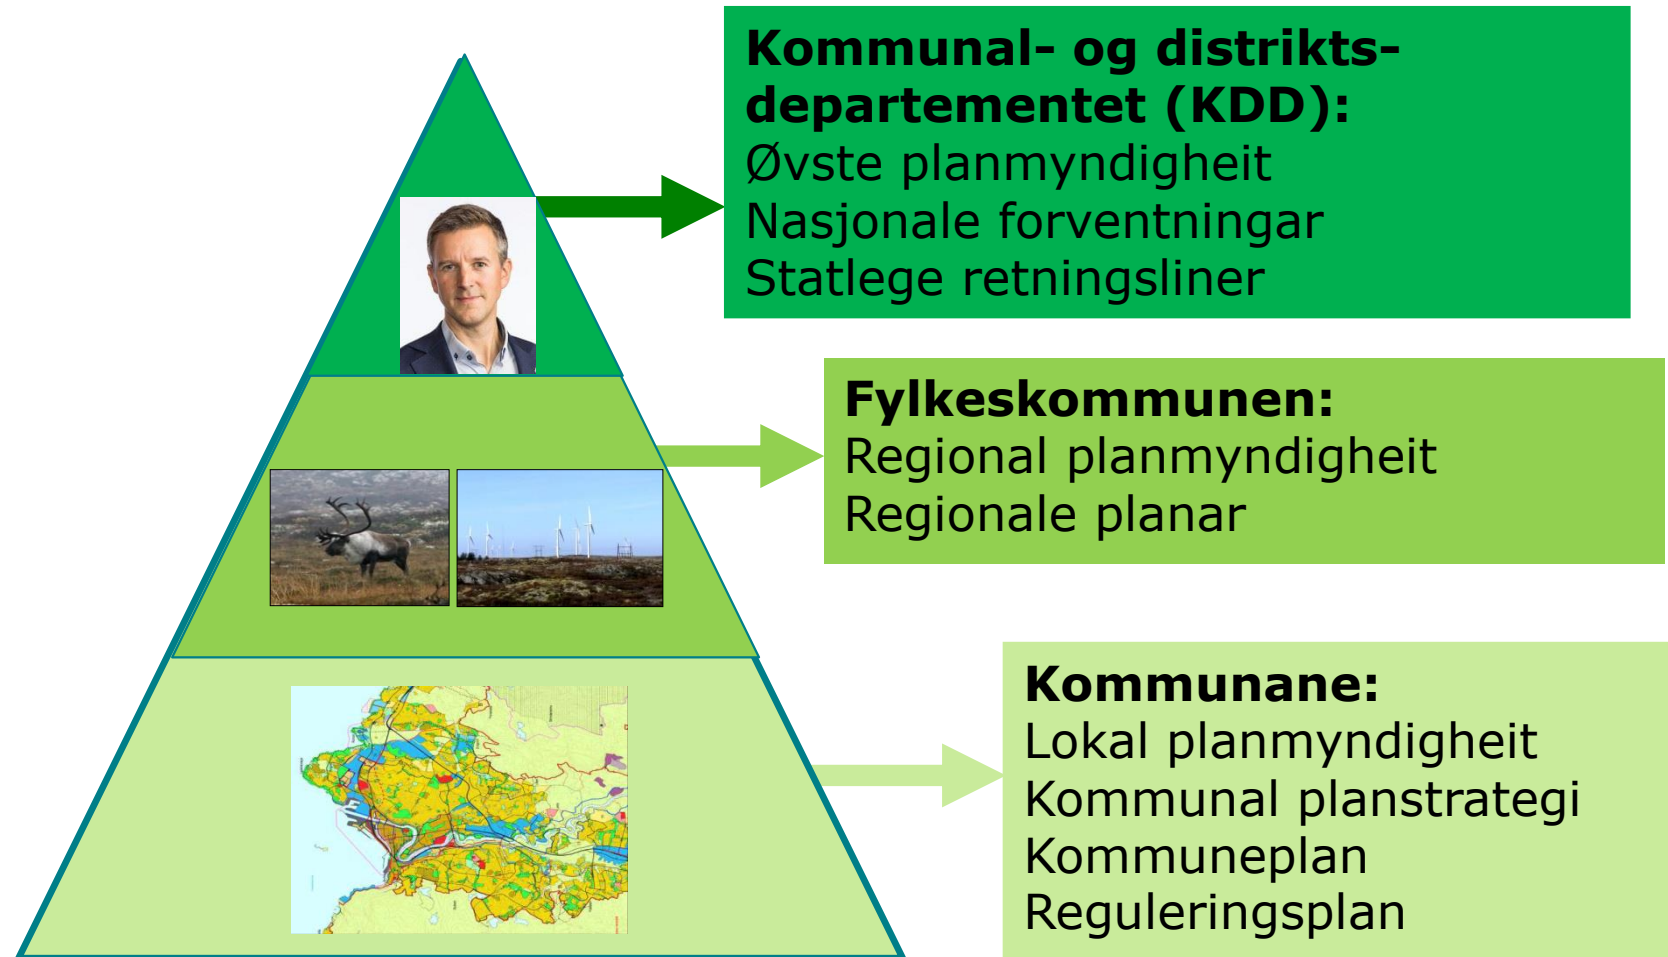 Kommunal- og distrikts-
departementet (KDD):
Øvste planmyndigheit
Nasjonale forventningar
Statlege retningsliner
Fylkeskommunen:
Regional planmyndigheit
Regionale planar
Kommunane:
Lokal planmyndigheit
Kommunal planstrategi
Kommuneplan
Reguleringsplan